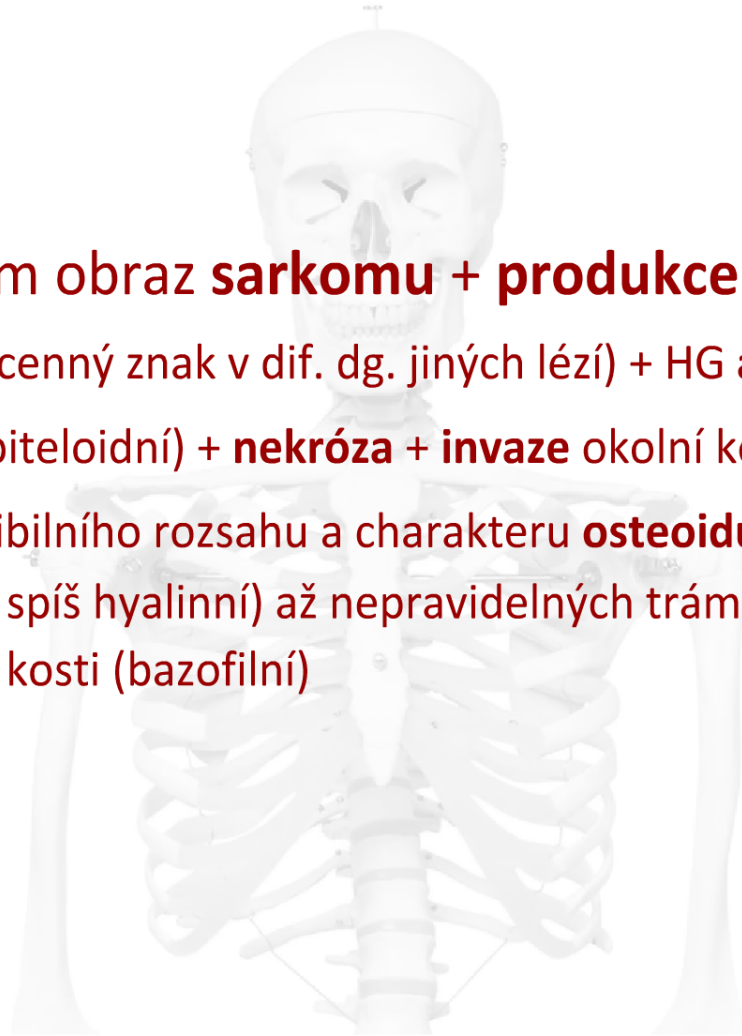 m obraz sarkomu + produkce
cenný znak v dif. dg. jiných lézí) + HG a
piteloidní) + nekróza + invaze okolní k
ibilního rozsahu a charakteru osteoidu
spíš hyalinní) až nepravidelných trám
kosti (bazofilní)